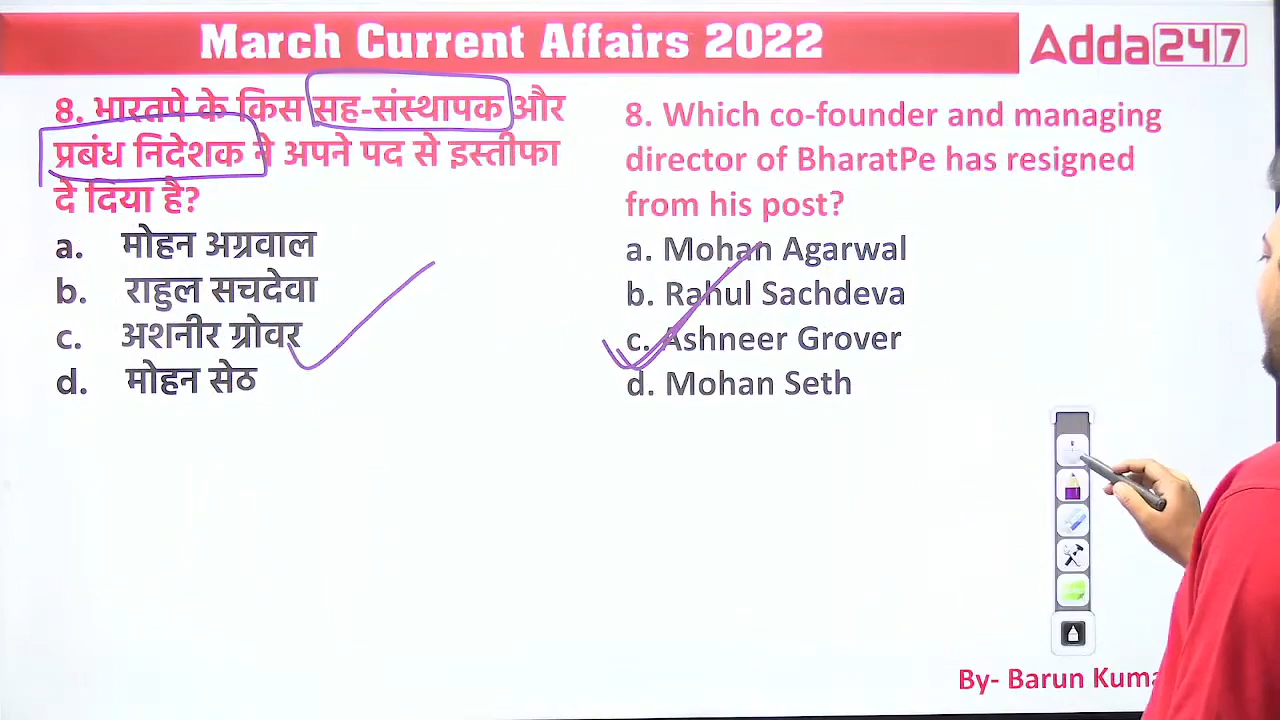 March Current Affairs 2022
Adda247
8. भारतपे के किस सह-संस्थापक और
प्रबंध निदेशक ने अपने पद से इस्तीफा
दे दिया है?
a. मोहन अग्रवाल
b. राहुल सचदेवा
c. अशनीर ग्रोवर
d. मोहन सेठ
8. Which co-founder and managing
director of BharatPe has resigned
from his post?
a. Mohan Agarwal
b. Rahul Sachdeva
c. Ashneer Grover
d. Mohan Seth
By- Barun Kuma